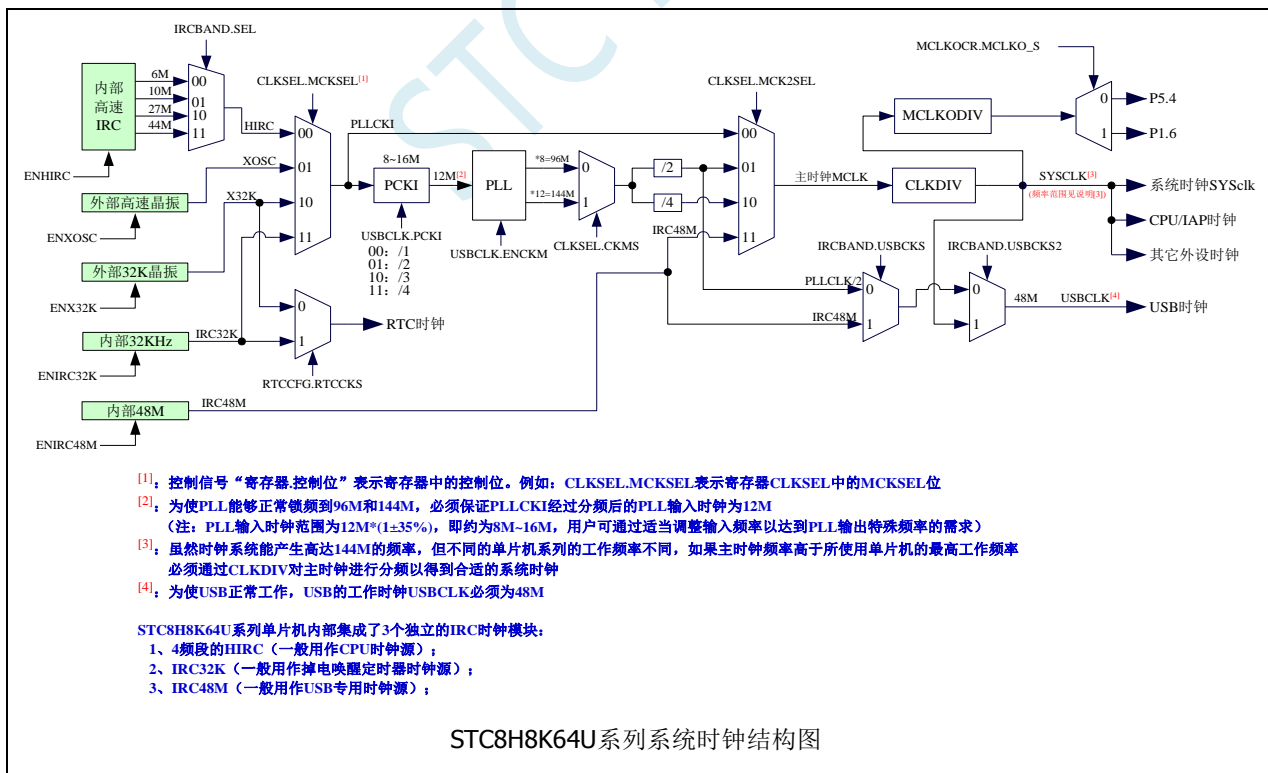 STC
IRCBAND.SEL
MCLKOCR.MCLKO_S
CLKSEL.MCKSEL[1]
CLKSEL.MCK2SEL
内部
高速
IRC
6M
10M
27M
44M
00
01
10
11
HIRC
00
01
10
11
PLLCKI
00
01
10
11
MCLKODIV
0
1
P5.4
P1.6
ENHIRC
XOSC
8~16M
PCKI
12M[2]
PLL
*8=96M
*12=144M
0
1
/2
/4
主时钟MCLK
CLKDIV
SYSCLK[3]
(频率范围见说明[3])
系统时钟SYSclk
CPU/IAP时钟
其它外设时钟
外部高速晶振
X32K
ENXOSC
USBCLK.PCKI
00: /1
01: /2
10: /3
11: /4
USBCLK.ENCKM
CLKSEL.CKMS
IRC48M
IRCBAND.USBCKS
IRCBAND.USBCKS2
外部32K晶振
ENX32K
PLLCLK/2
IRC48M
0
1
0
1
48M
USBCLK[4]
USB时钟
0
1
RTC时钟
内部32KHz
IRC32K
ENIRC32K
RTCCFG.RTCCKS
内部48M
IRC48M
ENIRC48M
[1]: 控制信号“寄存器.控制位”表示寄存器中的控制位。例如: CLKSEL.MCKSEL表示寄存器CLKSEL中的MCKSEL位
[2]: 为使PLL能够正常锁频到96M和144M, 必须保证PLLCKI经过分频后的PLL输入时钟为12M
(注: PLL输入时钟范围为12M*(1±35%), 即约为8M~16M, 用户可通过适当调整输入频率以达到PLL输出特殊频率的需求)
[3]: 虽然时钟系统能产生高达144M的频率, 但不同的单片机系列的工作频率不同, 如果主时钟频率高于所使用单片机的最高工作频率
必须通过CLKDIV对主时钟进行分频以得到合适的系统时钟
[4]: 为使USB正常工作, USB的工作时钟USBCLK必须为48M
STC8H8K64U系列单片机内部集成了3个独立的IRC时钟模块:
1、4频段的HIRC (一般用作CPU时钟源);
2、IRC32K (一般用作掉电唤醒定时器时钟源);
3、IRC48M (一般用作USB专用时钟源);
STC8H8K64U系列系统时钟结构图